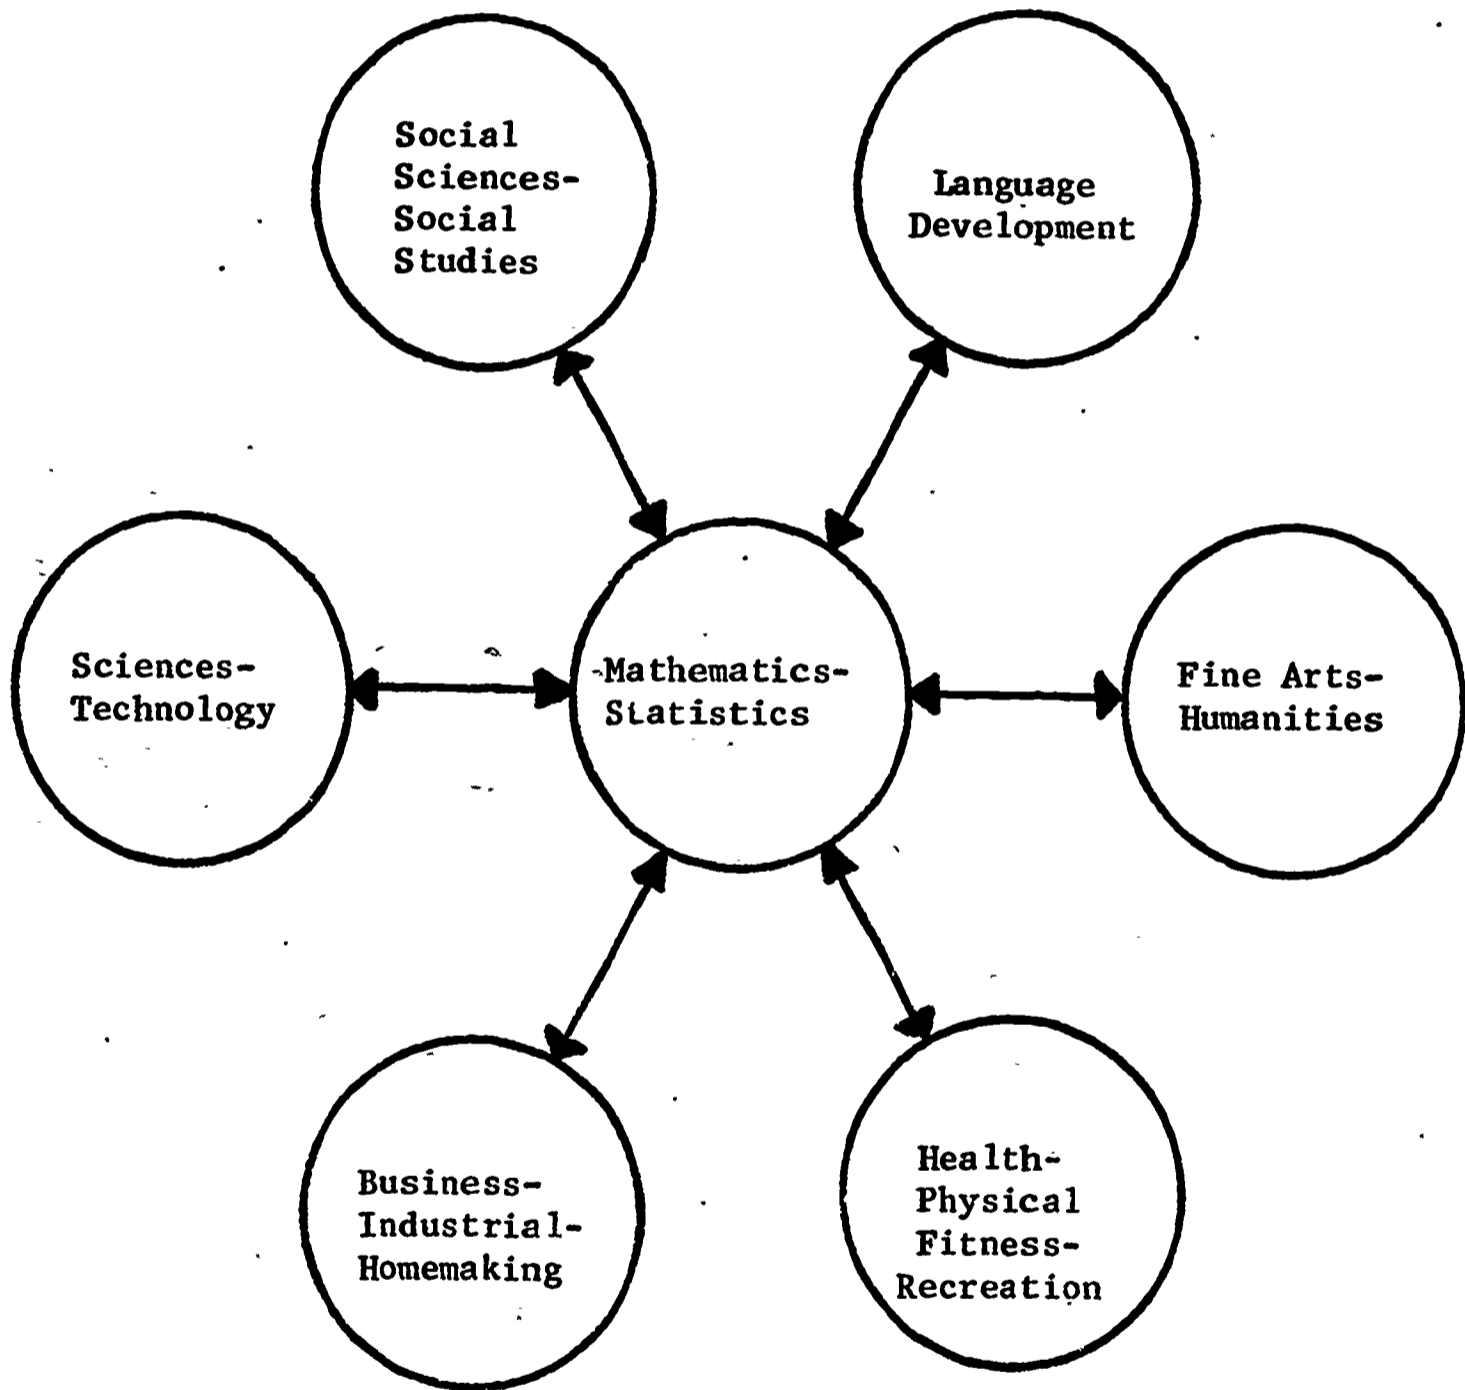 Social
Sciences-
Social
Studies
Language
Development
Sciences-
Technology
Mathematics-
Statistics
Fine Arts-
Humanities
Business-
Industrial-
Homemaking
Health-
Physical
Fitness-
Recreation